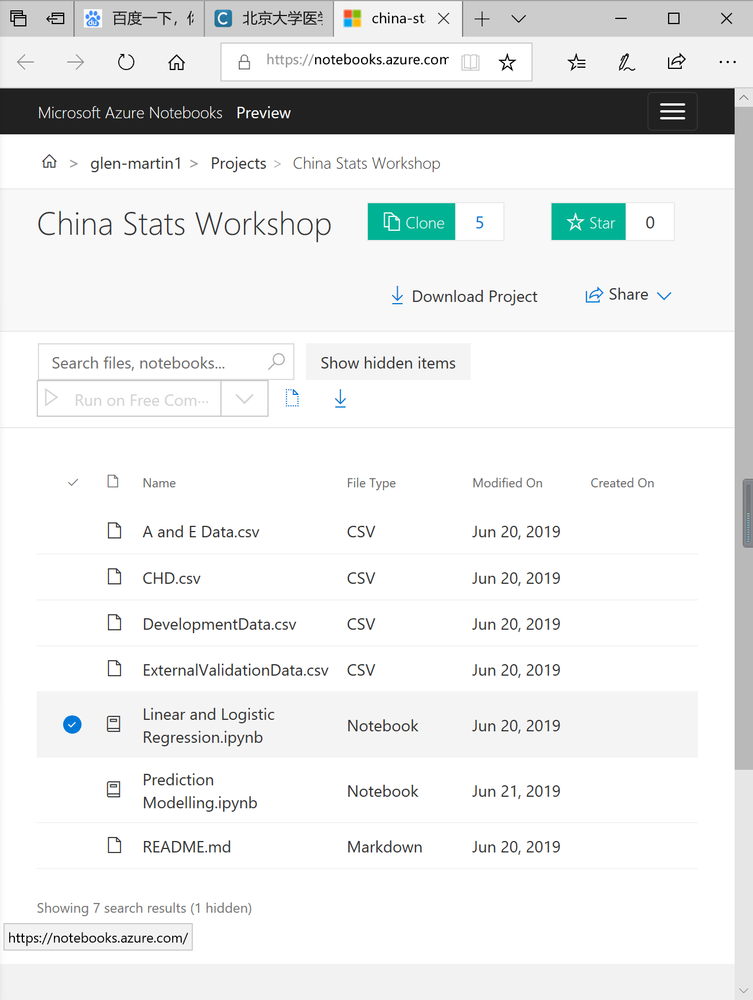 百度一下，
北京大学医
china-st
https://notebooks.azure.com
Microsoft Azure Notebooks Preview
> glen-martin1 > Projects > China Stats Workshop
China Stats Workshop
Clone 5
Star 0
Download Project
Share
Search files, notebooks...
Show hidden items
Run on Free Com...
Name File Type Modified On Created On
A and E Data.csv CSV Jun 20, 2019
CHD.csv CSV Jun 20, 2019
DevelopmentData.csv CSV Jun 20, 2019
ExternalValidationData.csv CSV Jun 20, 2019
Linear and Logistic
Regression.ipynb Notebook Jun 20, 2019
Prediction
Modelling.ipynb Notebook Jun 21, 2019
README.md Markdown Jun 20, 2019
Showing 7 search results (1 hidden)
https://notebooks.azure.com/